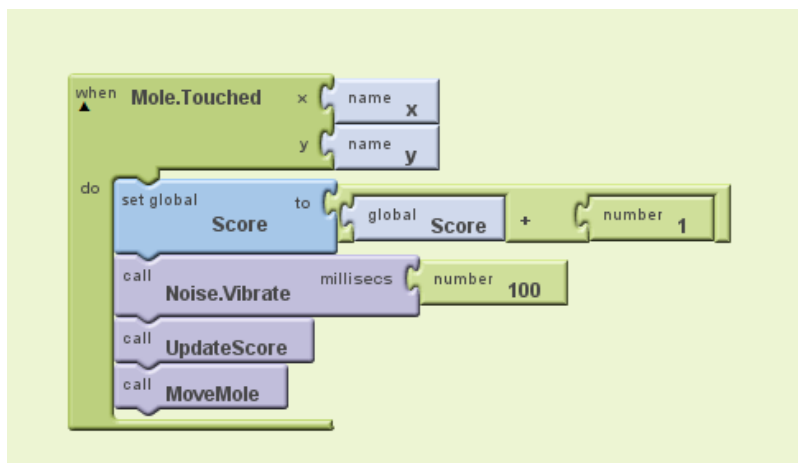 when Mole.Touched x name x
y name y
do
set global Score to global Score + number 1
call Noise.Vibrate millisecs number 100
call UpdateScore
call MoveMole